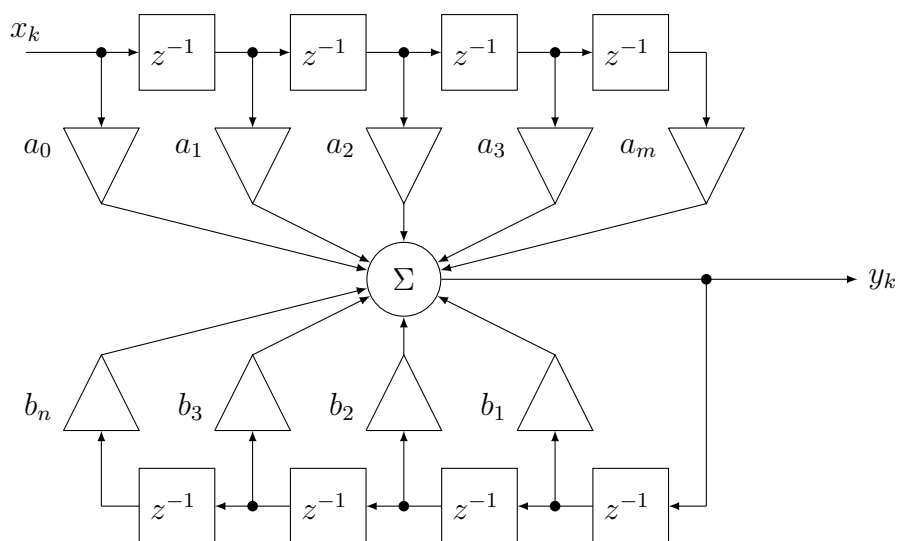 $x_k$
$z^{-1}$ $z^{-1}$ $z^{-1}$ $z^{-1}$
$a_0$ $a_1$ $a_2$ $a_3$ $a_m$
$\Sigma$ $y_k$
$b_n$ $b_3$ $b_2$ $b_1$
$z^{-1}$ $z^{-1}$ $z^{-1}$ $z^{-1}$